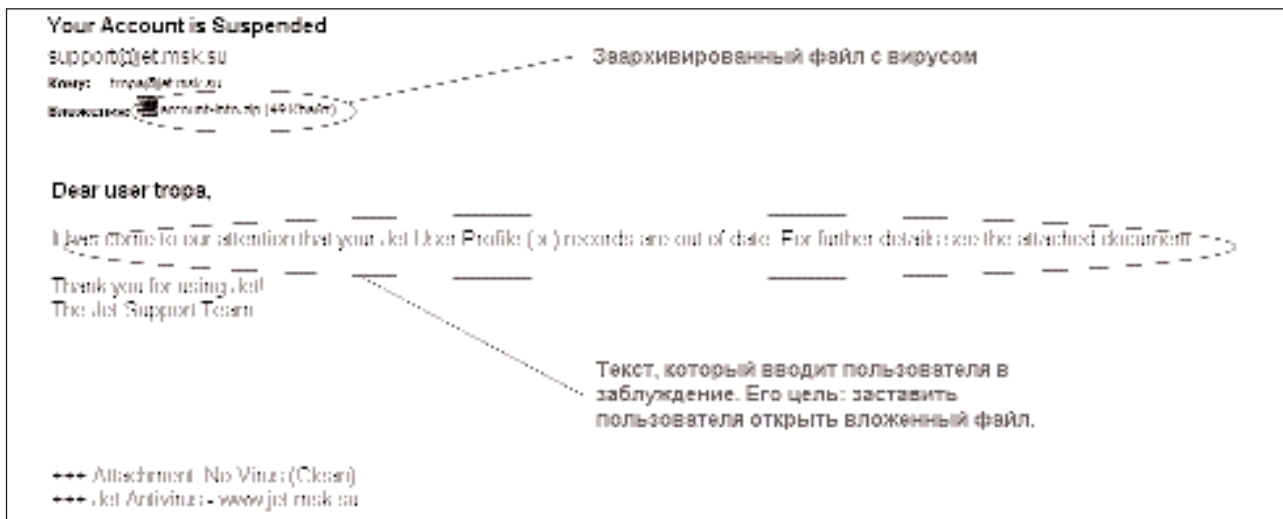 Your Account is Suspended
support@jet.msk.su
Заархивированный файл с вирусом
Кому: tropa@jet.msk.su
Вложения: account-info.zip (49 Кбайт)
Dear user tropa,
It has come to our attention that your Jet User Profile ( x ) records are out of date. For further details see the attached document.
Thank you for using Jet!
The Jet Support Team
Текст, который вводит пользователя в
заблуждение. Его цель: заставить
пользователя открыть вложенный файл.
+++ Attachment: No Virus (Clean)
+++ Jet Antivirus - www.jet.msk.su